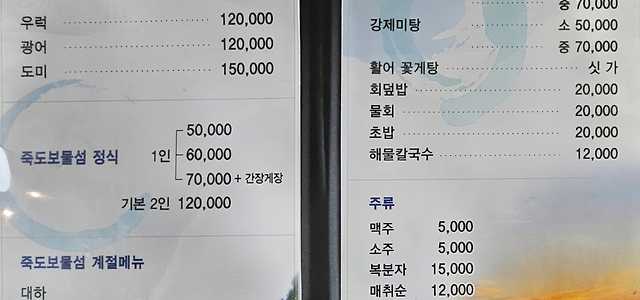 우럭 120,000
광어 120,000
도미 150,000
죽도보물섬 정식 1인 50,000
60,000
70,000 + 간장게장
기본 2인 120,000
죽도보물섬 계절메뉴
대하
중 70,000
강제미탕 소 50,000
중 70,000
활어 꽃게탕 싯 가
회덮밥 20,000
물회 20,000
초밥 20,000
해물칼국수 12,000
주류
맥주 5,000
소주 5,000
복분자 15,000
매취순 12,000